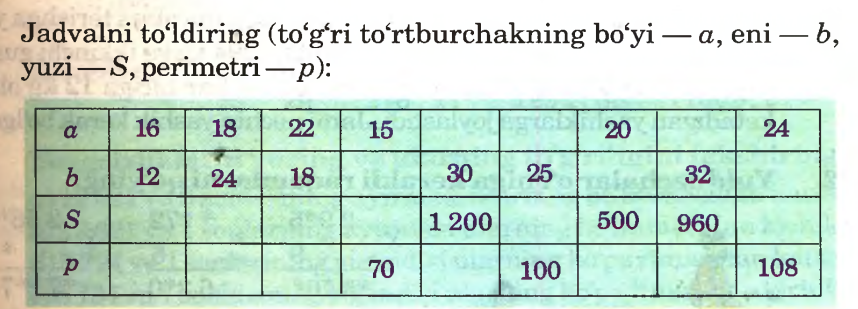 Jadvalni to‘ldiring (to‘g‘ri to‘rtburchakning bo‘yi — a, eni — b,
yuzi — S, perimetri — p):
a 16 18 22 15 20 24
b 12 24 18 30 25 32
S 1 200 500 960
p 70 100 108